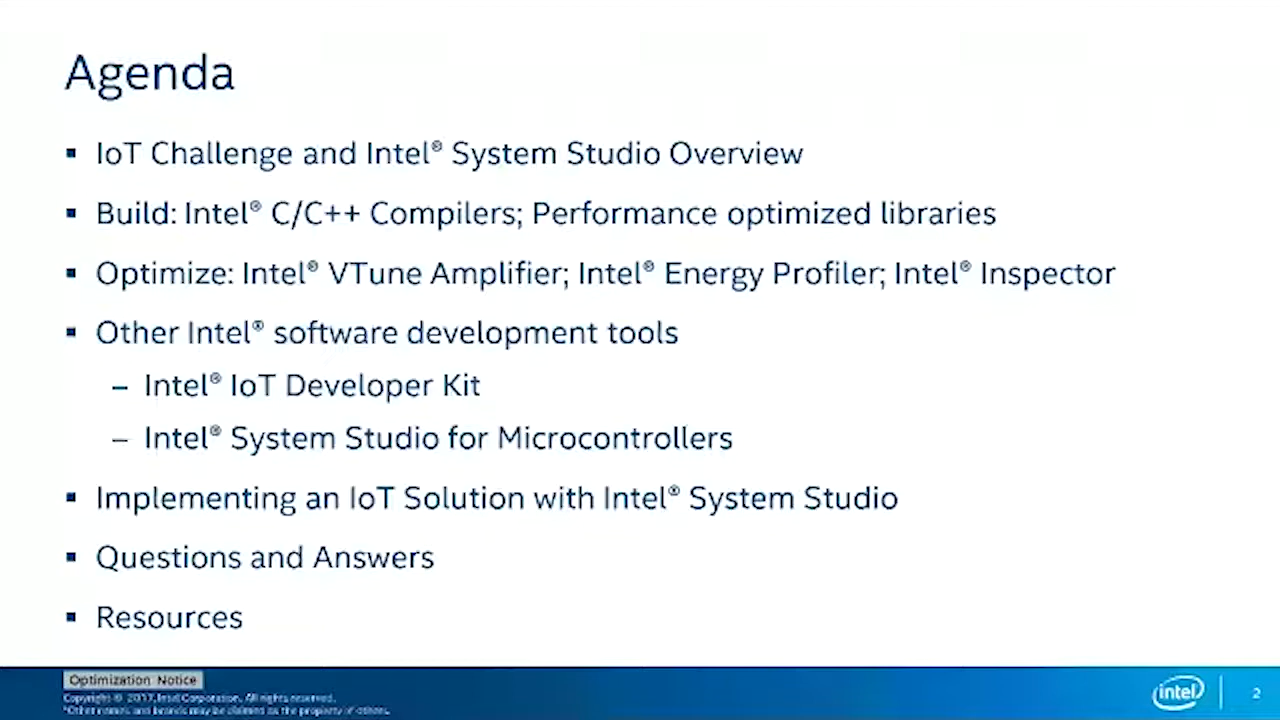 Agenda
▪ IoT Challenge and Intel® System Studio Overview
▪ Build: Intel® C/C++ Compilers; Performance optimized libraries
▪ Optimize: Intel® VTune Amplifier; Intel® Energy Profiler; Intel® Inspector
▪ Other Intel® software development tools
– Intel® IoT Developer Kit
– Intel® System Studio for Microcontrollers
▪ Implementing an IoT Solution with Intel® System Studio
▪ Questions and Answers
▪ Resources
Optimization Notice
Copyright © 2017, Intel Corporation. All rights reserved.
*Other names and brands may be claimed as the property of others.
intel
2